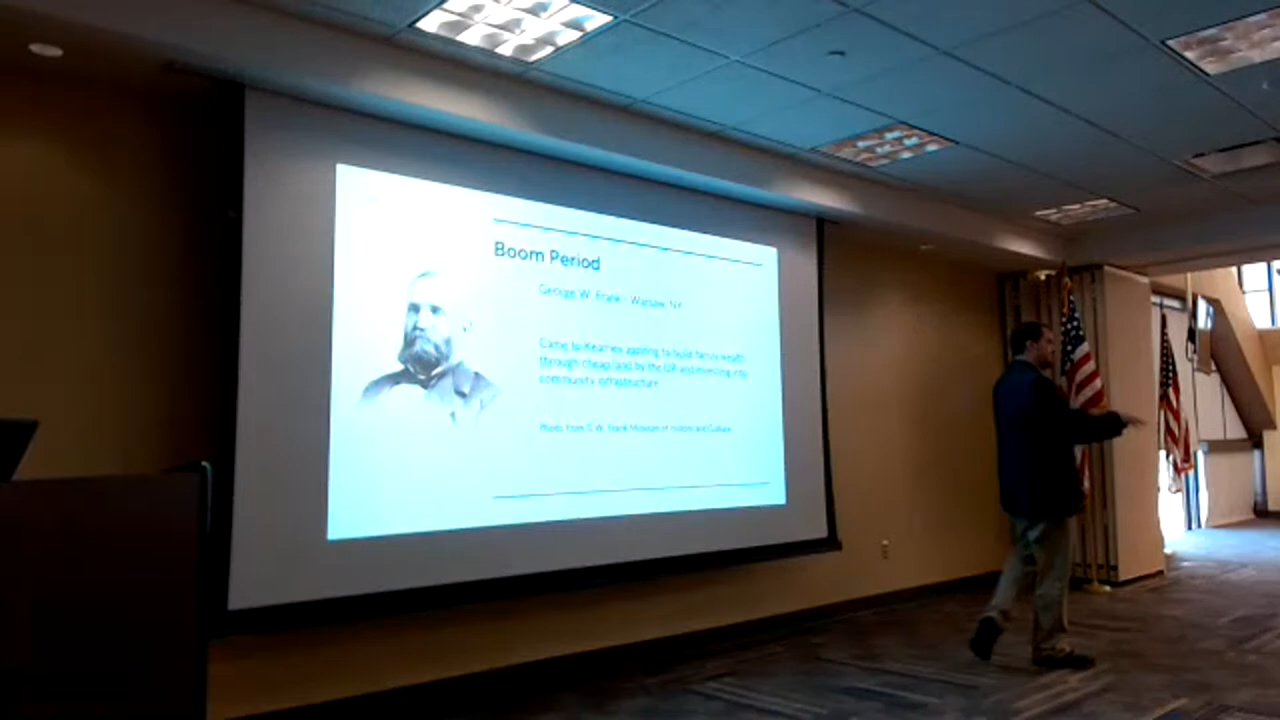 Boom Period
George W. Frank - Warsaw, NY
Came to Kearney aspiring to build family wealth
through cheap land by the UP and investing into
community infrastructure
Photo from G.W. Frank Museum of History and Culture